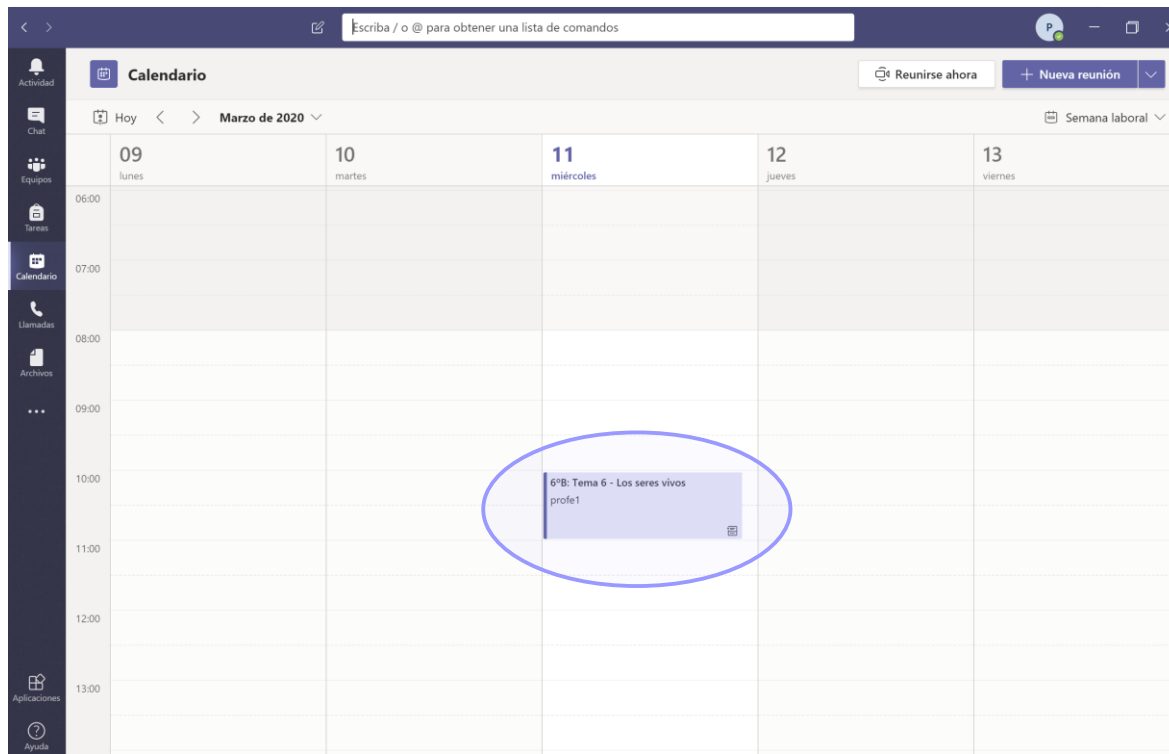 Escriba / o @ para obtener una lista de comandos
P
Actividad
Chat
Equipos
Tareas
Calendario
Llamadas
Archivos
Aplicaciones
Ayuda
Calendario
Reunirse ahora
+ Nueva reunión
Hoy
Marzo de 2020
Semana laboral
09
lunes
10
martes
11
miércoles
12
jueves
13
viernes
06:00
07:00
08:00
09:00
10:00
6ºB: Tema 6 - Los seres vivos
profe1
11:00
12:00
13:00